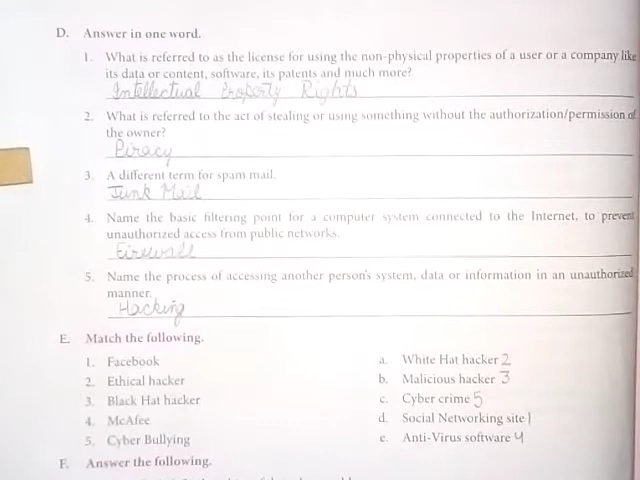 D. Answer in one word.
1. What is referred to as the license for using the non-physical properties of a user or a company like
its data or content, software, its patents and much more?
Intellectual Property Rights
2. What is referred to the act of stealing or using something without the authorization/permission of
the owner?
Piracy
3. A different term for spam mail.
Junk Mail
4. Name the basic filtering point for a computer system connected to the Internet, to prevent
unauthorized access from public networks.
Firewall
5. Name the process of accessing another person's system, data or information in an unauthorized
manner.
Hacking
E. Match the following.
1. Facebook a. White Hat hacker 2
2. Ethical hacker b. Malicious hacker 3
3. Black Hat hacker c. Cyber crime 5
4. McAfee d. Social Networking site 1
5. Cyber Bullying e. Anti-Virus software 4
F. Answer the following.